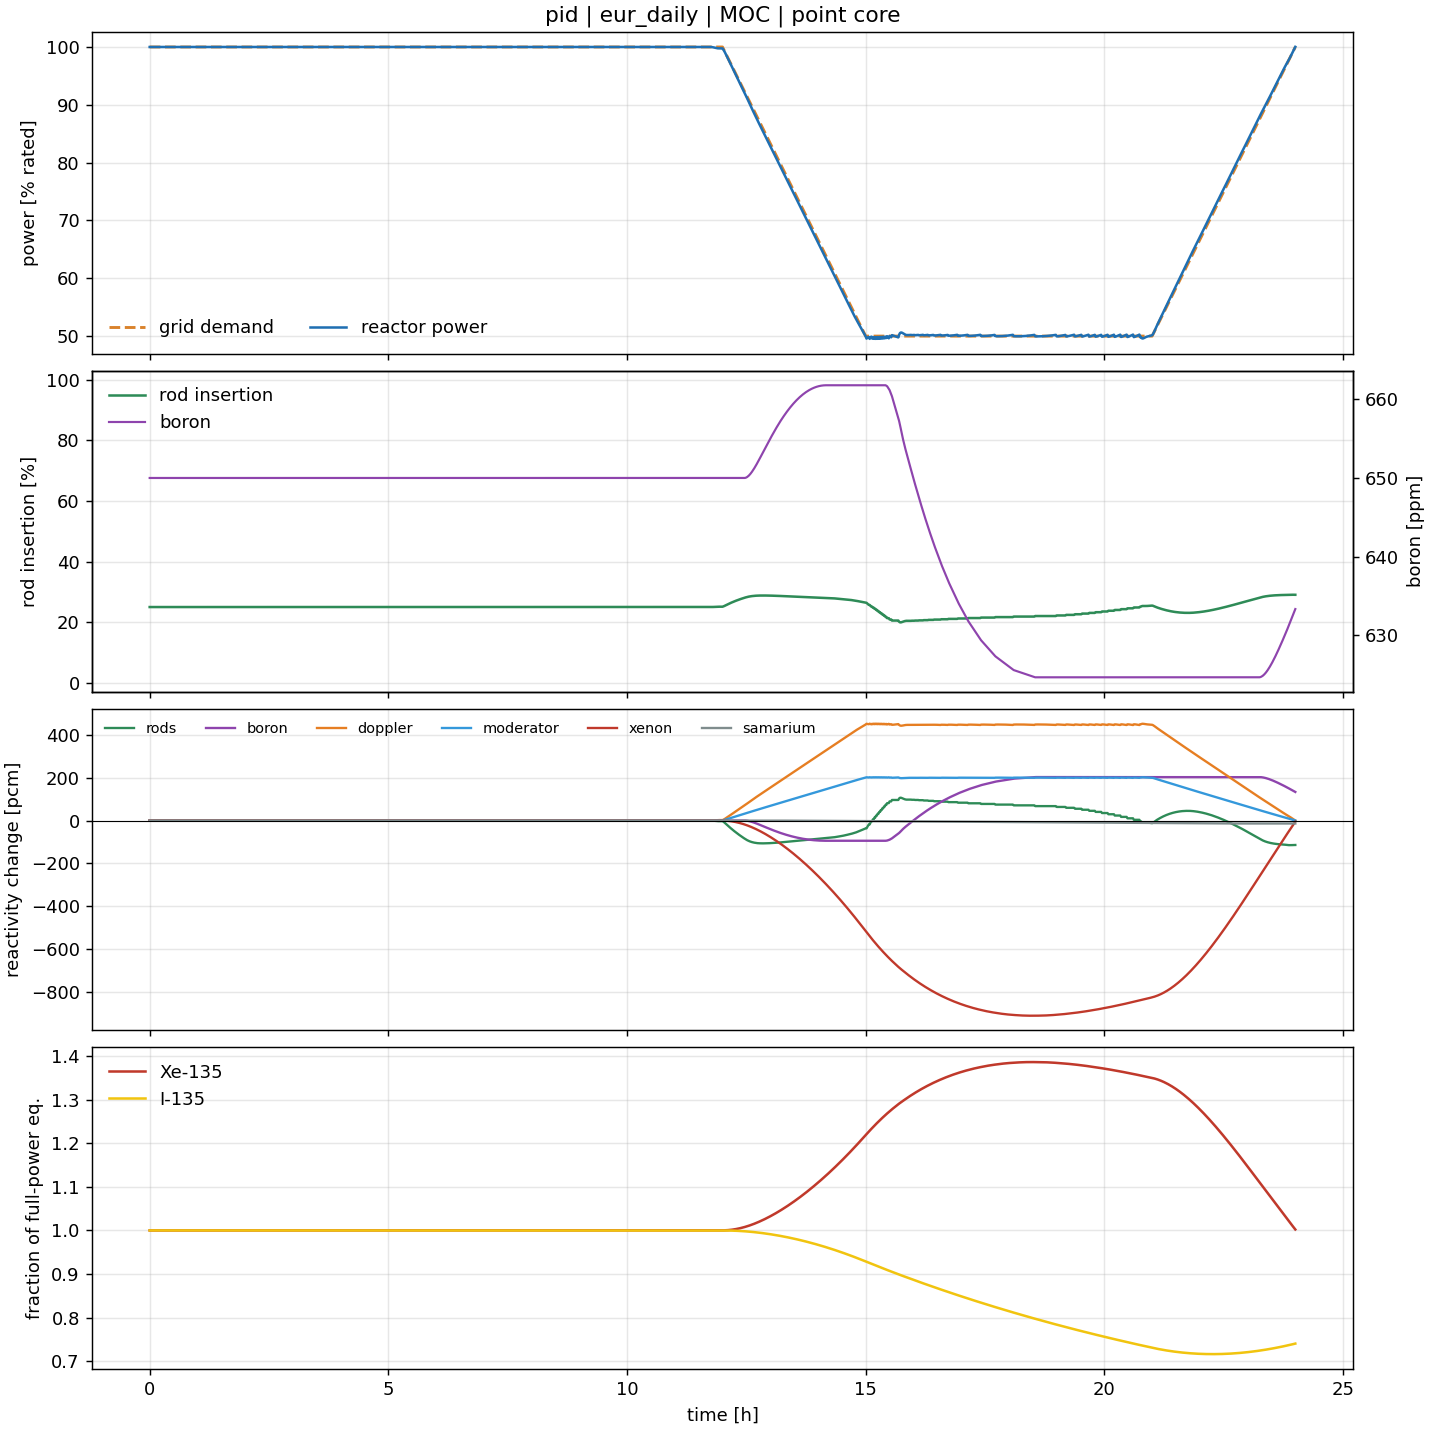 pid | eur_daily | MOC | point core
100
90
80
70
60
50
power [% rated]
grid demand
reactor power
100
80
60
40
20
0
rod insertion [%]
rod insertion
boron
660
650
640
630
boron [ppm]
400
200
0
−200
−400
−600
−800
reactivity change [pcm]
rods boron doppler moderator xenon samarium
1.4
1.3
1.2
1.1
1.0
0.9
0.8
0.7
fraction of full-power eq.
Xe-135
I-135
0 5 10 15 20 25
time [h]